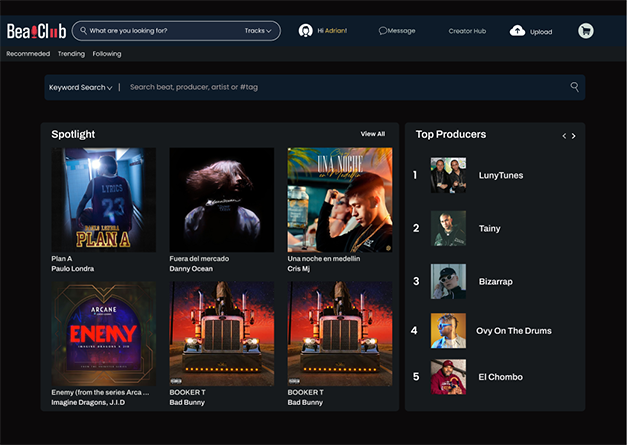 BeatClub
What are you looking for?
Tracks
Hi Adrian!
Message
Creator Hub
Upload
Recommeded
Trending
Following
Keyword Search
|
Search beat, producer, artist or #tag
Spotlight
View All
LYRICS
23
PAULO LONDRA
PLAN A
Plan A
Paulo Londra
Fuera del mercado
Danny Ocean
UNA NOCHE
en Medellín
Una noche en medellin
Cris Mj
ARCANE
ENEMY
IMAGINE DRAGONS X JID
Enemy (from the series Arca ...
Imagine Dragons, J.I.D
BOOKER T
Bad Bunny
BOOKER T
Bad Bunny
Top Producers
1
LunyTunes
2
Tainy
3
Bizarrap
4
Ovy On The Drums
5
El Chombo